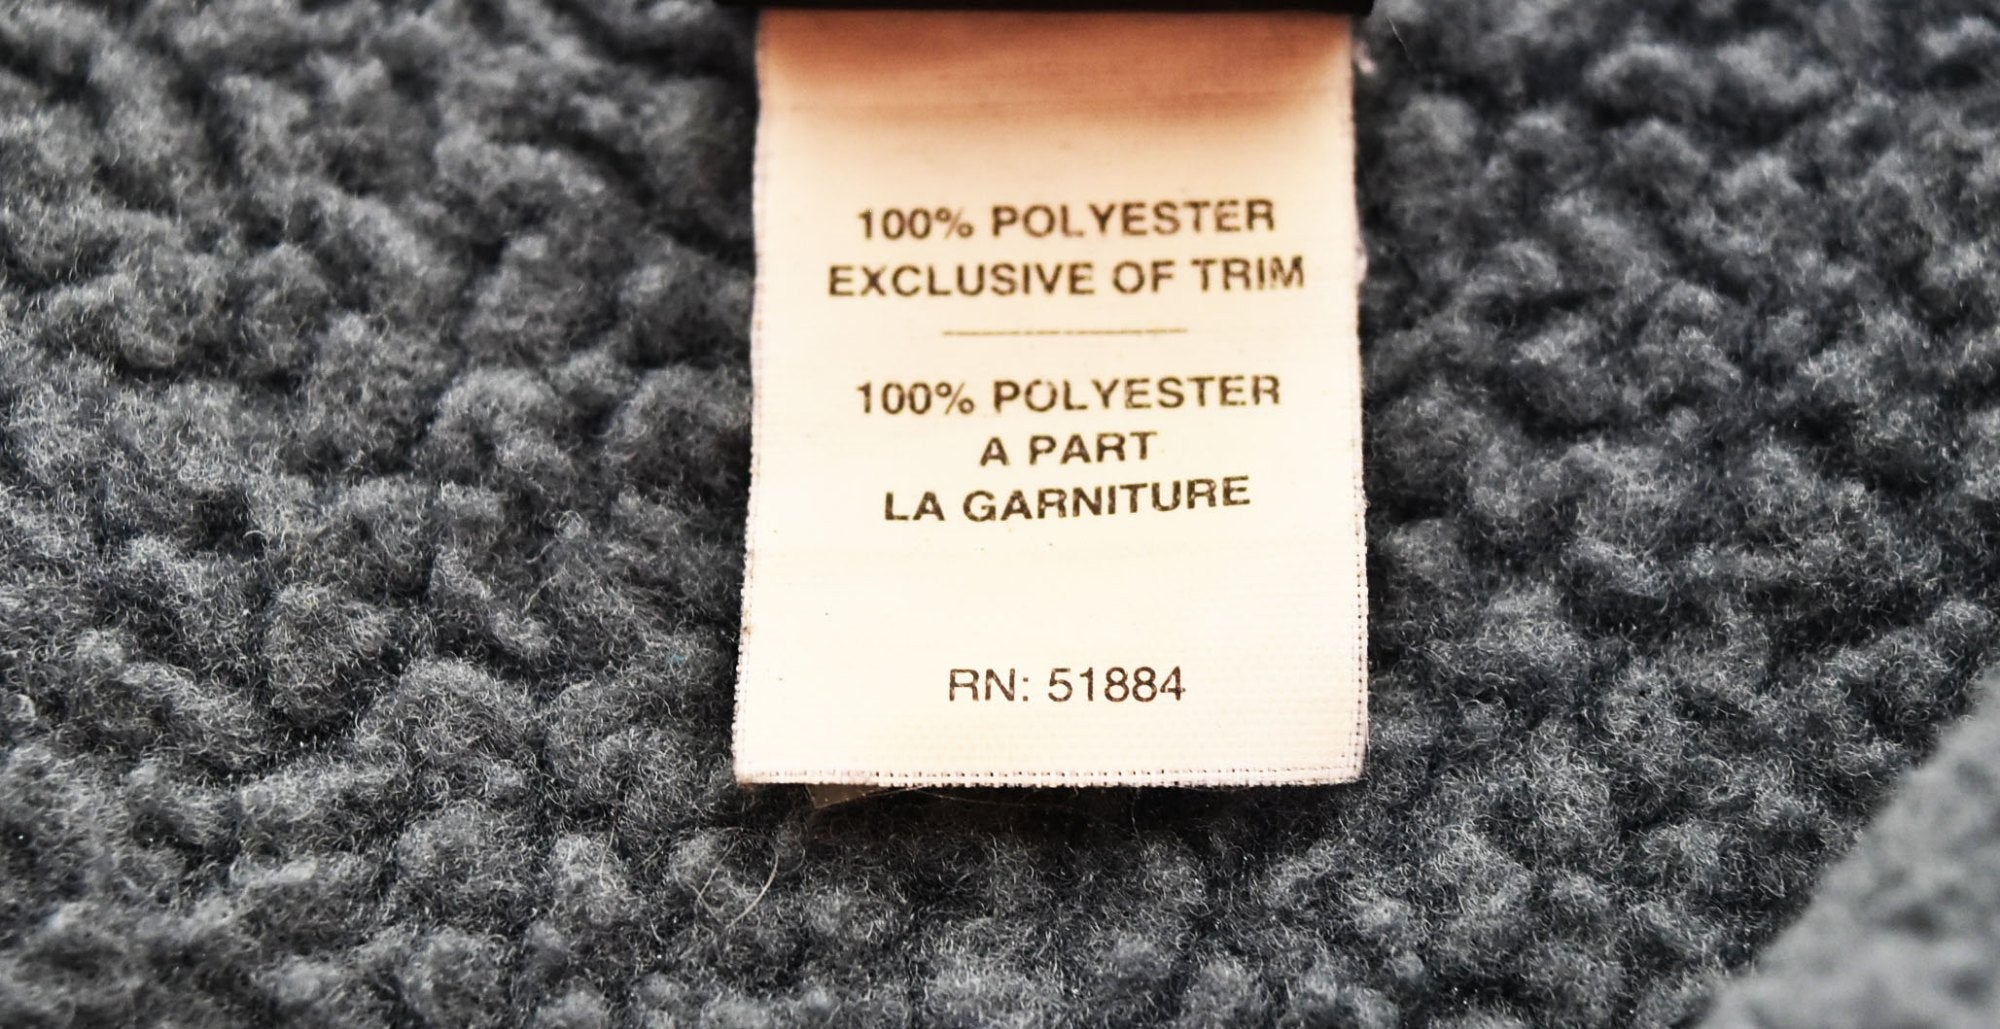 100% POLYESTER
EXCLUSIVE OF TRIM
100% POLYESTER
A PART
LA GARNITURE
RN: 51884